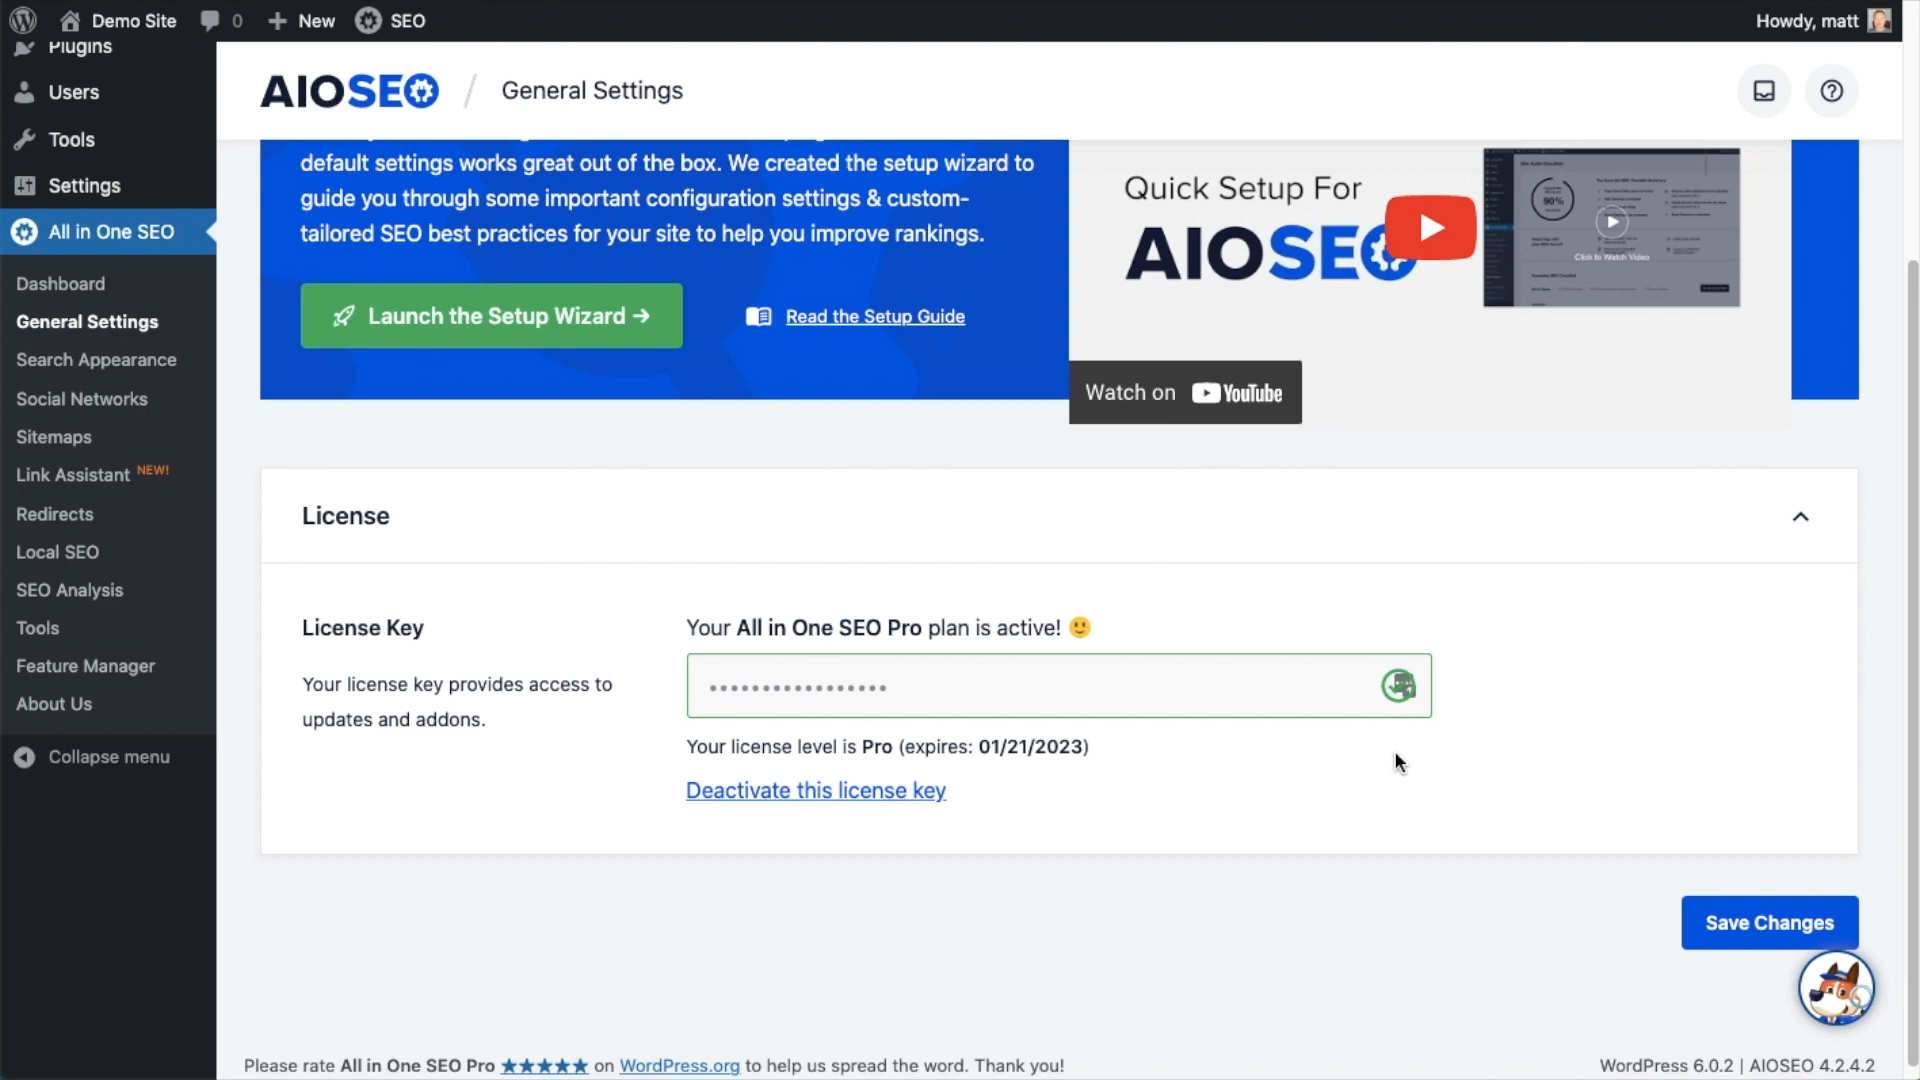 Demo Site 0 New SEO Howdy, matt
Plugins
Users
Tools
Settings
All in One SEO
Dashboard
General Settings
Search Appearance
Social Networks
Sitemaps
Link Assistant NEW!
Redirects
Local SEO
SEO Analysis
Tools
Feature Manager
About Us
Collapse menu
AIOSEO / General Settings
default settings works great out of the box. We created the setup wizard to
guide you through some important configuration settings & custom-
tailored SEO best practices for your site to help you improve rankings.
Launch the Setup Wizard →
Read the Setup Guide
Quick Setup For
AIOSEO
90%
Click to Watch Video
Watch on YouTube
License
License Key
Your license key provides access to
updates and addons.
Your All in One SEO Pro plan is active! 🙂
•••••••••••••••••
Your license level is Pro (expires: 01/21/2023)
Deactivate this license key
Save Changes
Please rate All in One SEO Pro ★★★★★ on WordPress.org to help us spread the word. Thank you!
WordPress 6.0.2 | AIOSEO 4.2.4.2